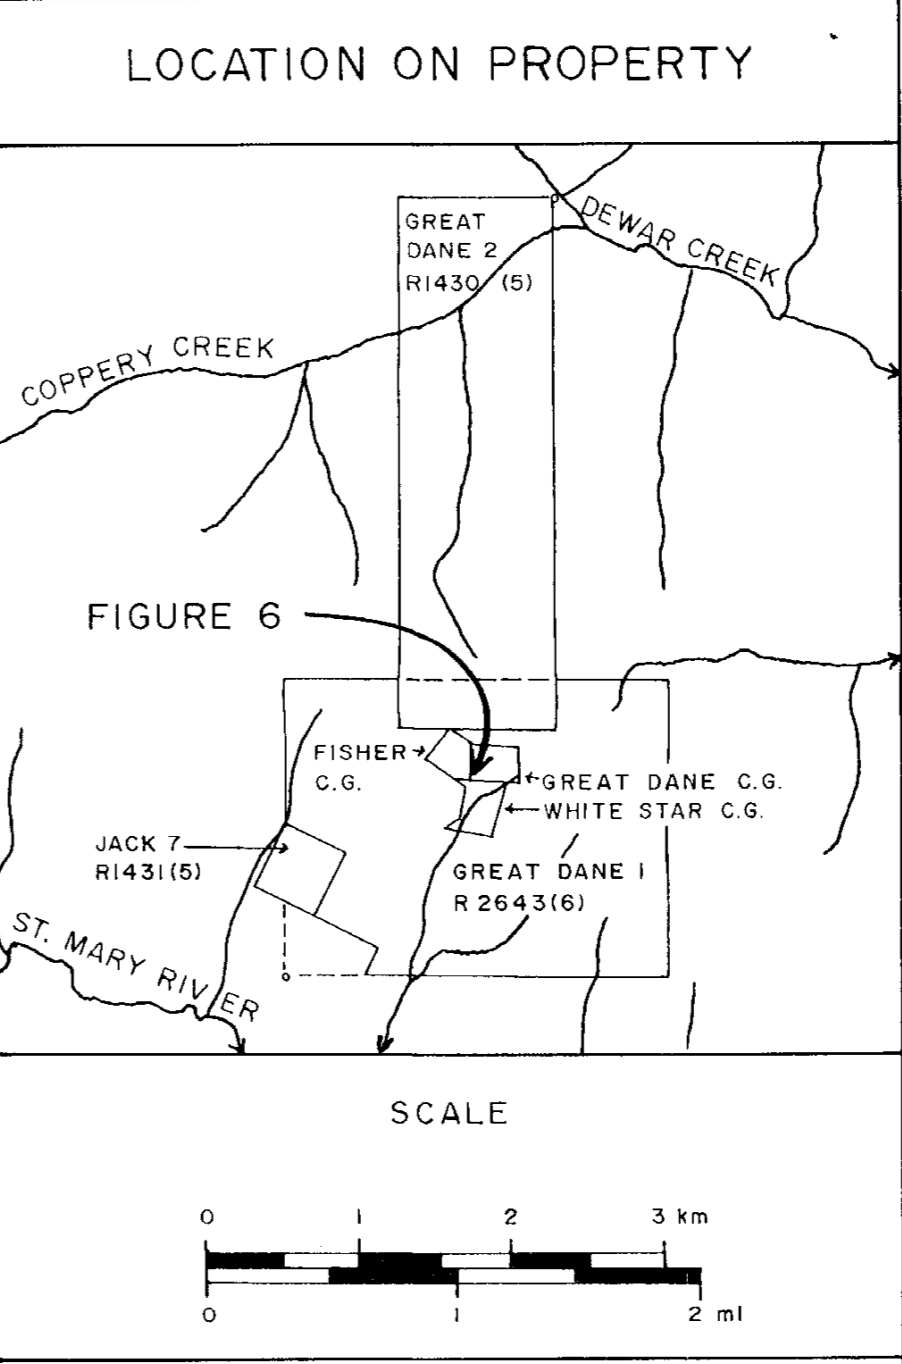 LOCATION ON PROPERTY
GREAT
DANE 2
R1430 (5)
DEWAR CREEK
COPPERY CREEK
FIGURE 6
FISHER
C.G.
GREAT DANE C.G.
WHITE STAR C.G.
JACK 7
R1431(5)
GREAT DANE 1
R2643(6)
ST. MARY RIVER
SCALE
0 1 2 3 km
0 1 2 mi